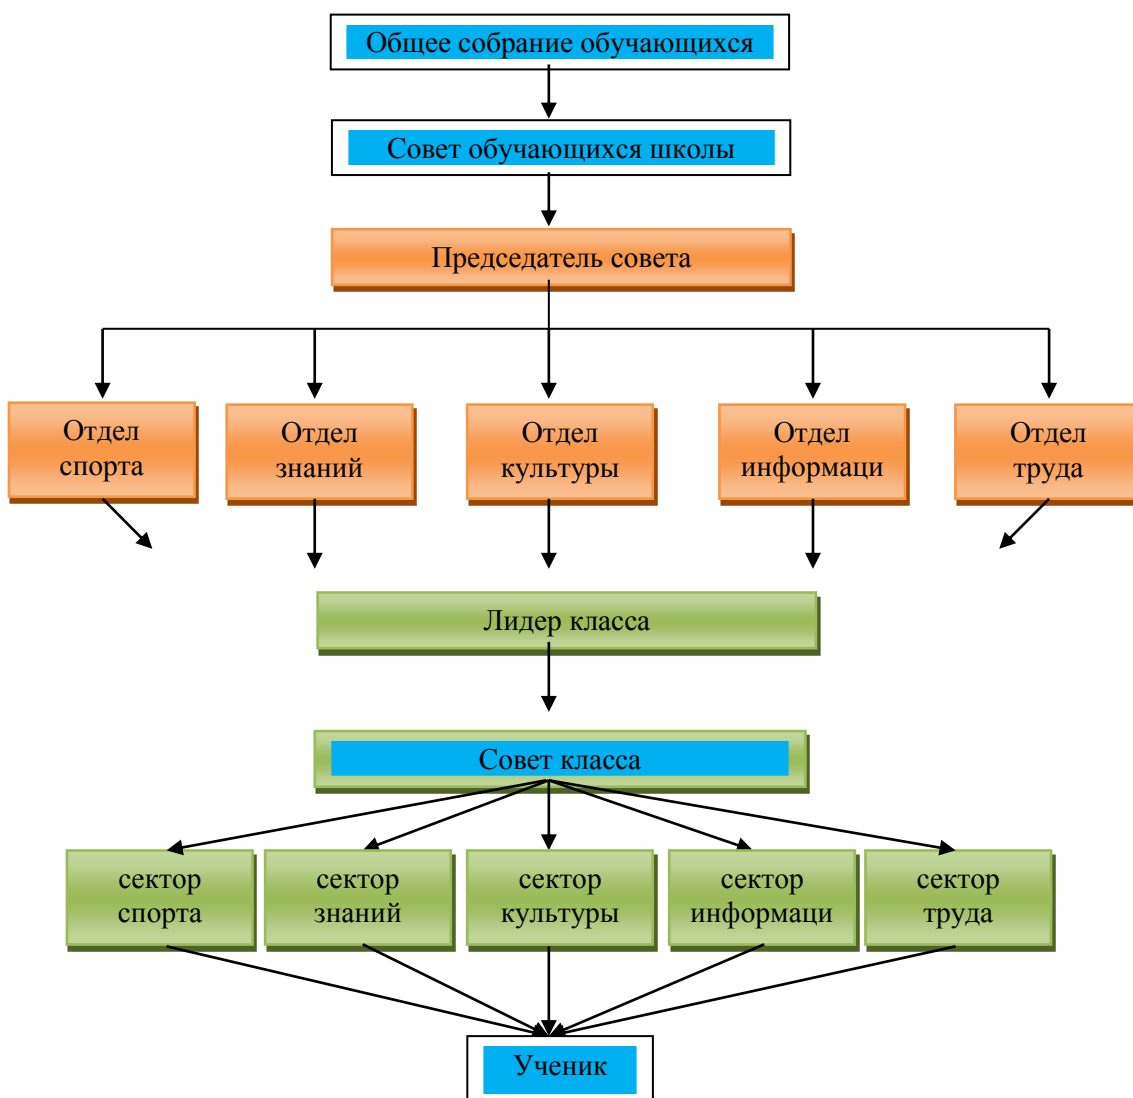 Общее собрание обучающихся
Совет обучающихся школы
Председатель совета
Отдел
спорта
Отдел
знаний
Отдел
культуры
Отдел
информаци
Отдел
труда
Лидер класса
Совет класса
сектор
спорта
сектор
знаний
сектор
культуры
сектор
информаци
сектор
труда
Ученик